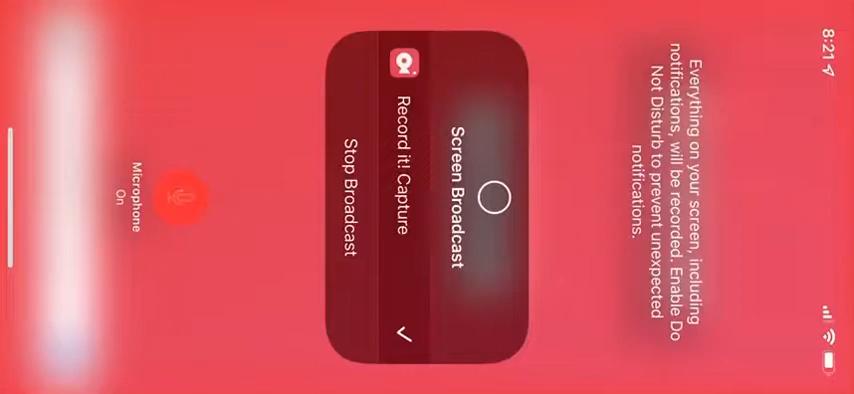 8:21
Everything on your screen, including
notifications, will be recorded. Enable Do
Not Disturb to prevent unexpected
notifications.
Screen Broadcast
Record it! Capture
Stop Broadcast
Microphone
On